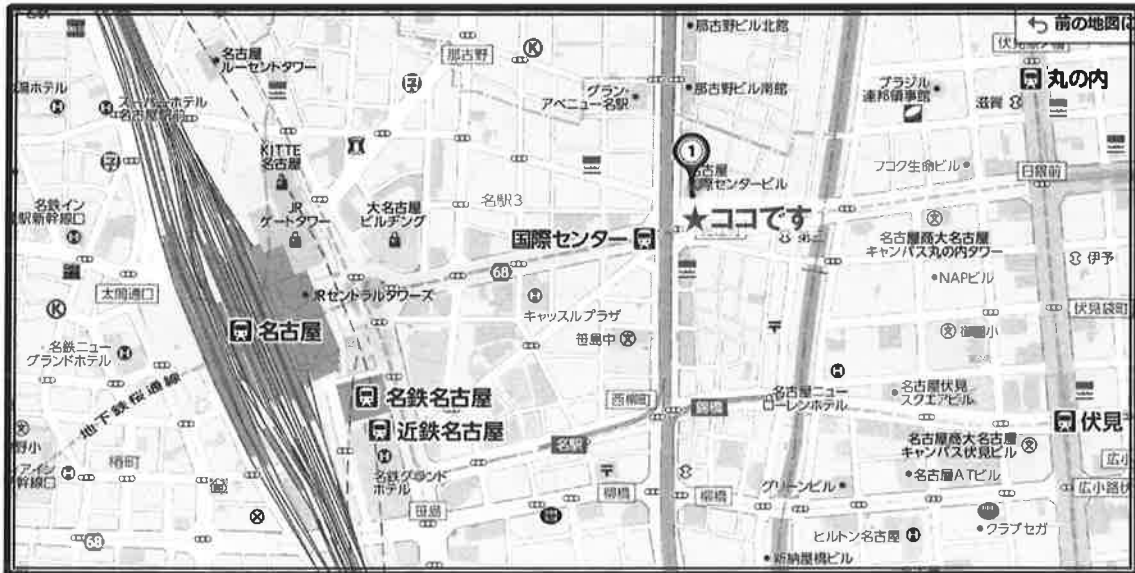 前の地図に
那古野ビル北館
名古屋
ルーセントタワー
那古野
丸の内
ブラジル
連邦領事館
滋賀
グラン
アベニュー名駅
那古野ビル南館
スーパーホテル
名古屋駅前
KITTE
名古屋
フコク生命ビル
日銀前
1
名古屋
国際センタービル
名鉄イン
駅新幹線口
JR
ゲートタワー
大名古屋
ビルヂング
名駅3
★ココです
国際センター
名古屋商大名古屋
キャンパス丸の内タワー
伊予
68
NAPビル
太閤通口
JRセントラルタワーズ
キャッスルプラザ
伏見袋町
名古屋
笹島中
名鉄ニュー
グランドホテル
地下鉄桜通線
名鉄名古屋
近鉄名古屋
西柳町
錦橋
名古屋ニュー
ローレンホテル
名古屋伏見
スクエアビル
伏見
名駅
名古屋商大名古屋
キャンパス伏見ビル
野小
椿町
名鉄グランド
ホテル
名古屋ATビル
グリーンビル
広小路伏
笹島
柳橋
柳橋
クラブセガ
68
ヒルトン名古屋
新納屋橋ビル